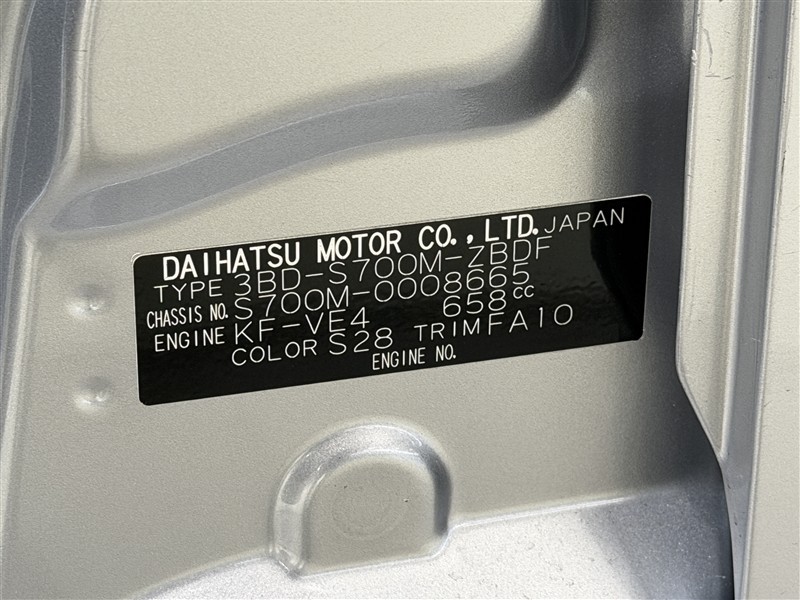 DAIHATSU MOTOR CO.,LTD. JAPAN
TYPE 3BD-S700M-ZBDF
CHASSIS NO. S700M-0008665
ENGINE KF-VE4 658cc
COLOR S28 TRIM FA10
ENGINE NO.